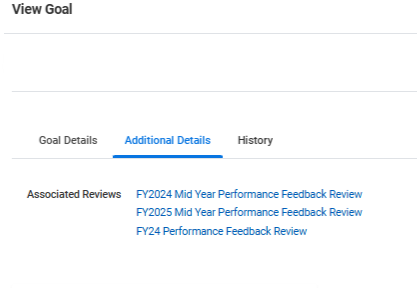 View Goal
Goal Details Additional Details History
Associated Reviews FY2024 Mid Year Performance Feedback Review
FY2025 Mid Year Performance Feedback Review
FY24 Performance Feedback Review